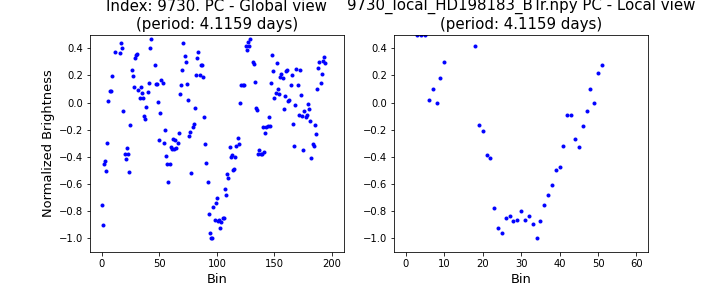 Index: 9730. PC - Global view
(period: 4.1159 days)
9730_local_HD198183_BTr.npy PC - Local view
(period: 4.1159 days)
Normalized Brightness
0.4
0.2
0.0
−0.2
−0.4
−0.6
−0.8
−1.0
0 50 100 150 200
Bin
0.4
0.2
0.0
−0.2
−0.4
−0.6
−0.8
−1.0
0 10 20 30 40 50 60
Bin